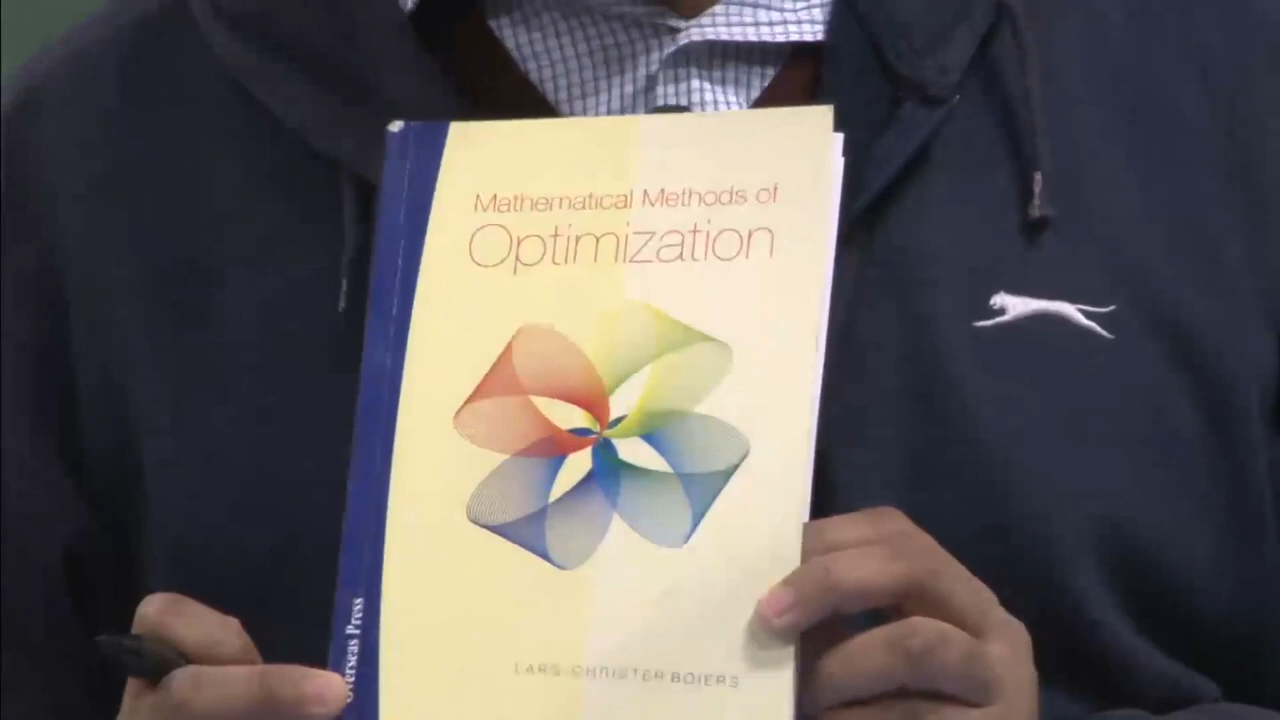 Mathematical Methods of
Optimization
LARS-CHRISTER BOIERS
Overseas Press